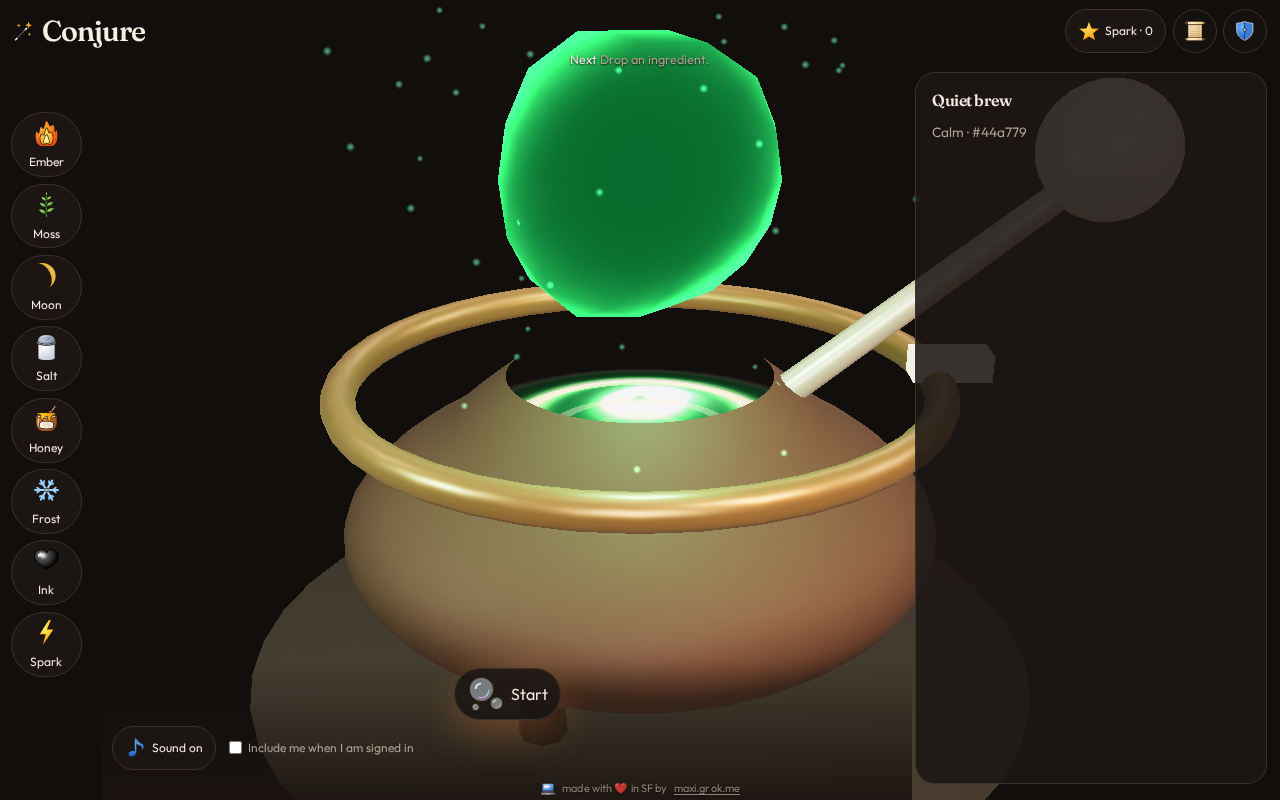 Conjure
Spark · 0
Next Drop an ingredient.
Quiet brew
Calm · #44a779
Ember
Moss
Moon
Salt
Honey
Frost
Ink
Spark
Start
Sound on
Include me when I am signed in
made with ❤️ in SF by maxi.grok.me